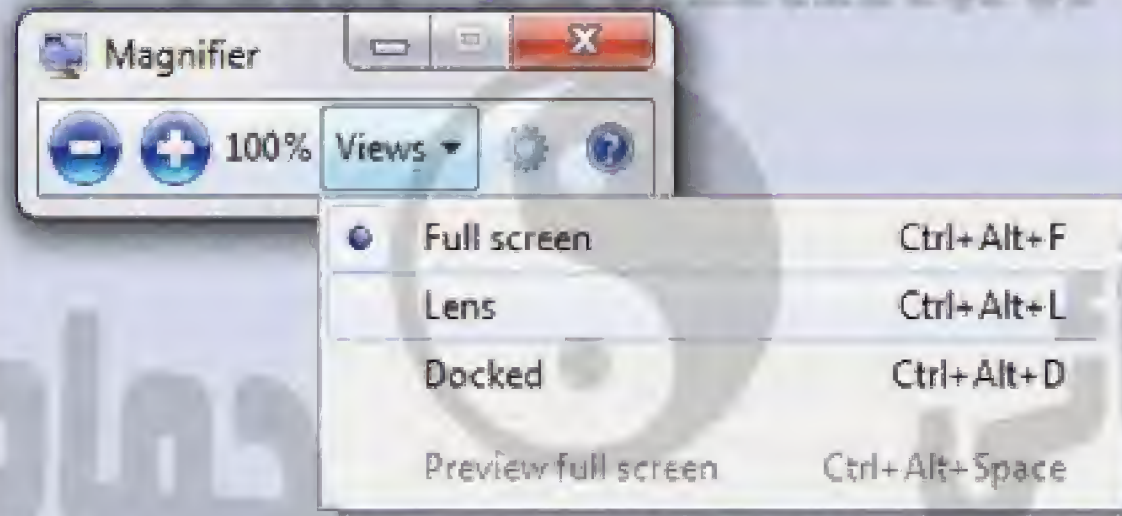 Magnifier
100% Views
Full screen Ctrl+Alt+F
Lens Ctrl+Alt+L
Docked Ctrl+Alt+D
Preview full screen Ctrl+Alt+Space